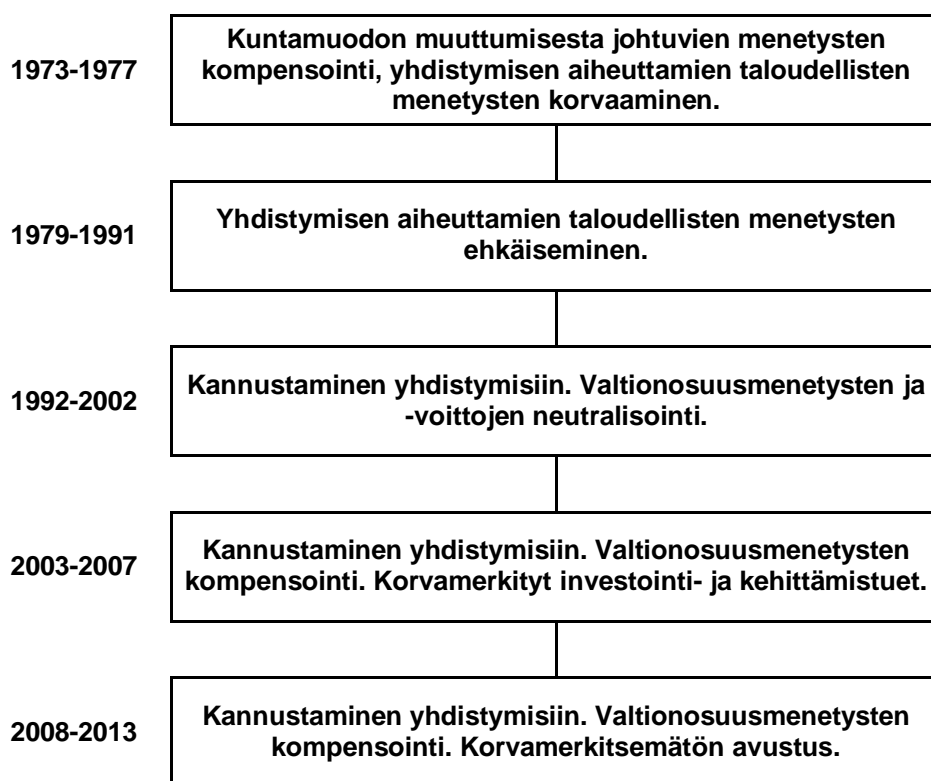 1973-1977
Kuntamuodon muuttumisesta johtuvien menetysten
kompensointi, yhdistymisen aiheuttamien taloudellisten
menetysten korvaaminen.
1979-1991
Yhdistymisen aiheuttamien taloudellisten menetysten
ehkäiseminen.
1992-2002
Kannustaminen yhdistymisiin. Valtionosuusmenetysten ja
-voittojen neutralisointi.
2003-2007
Kannustaminen yhdistymisiin. Valtionosuusmenetysten
kompensointi. Korvamerkityt investointi- ja kehittämistuet.
2008-2013
Kannustaminen yhdistymisiin. Valtionosuusmenetysten
kompensointi. Korvamerkitsemätön avustus.